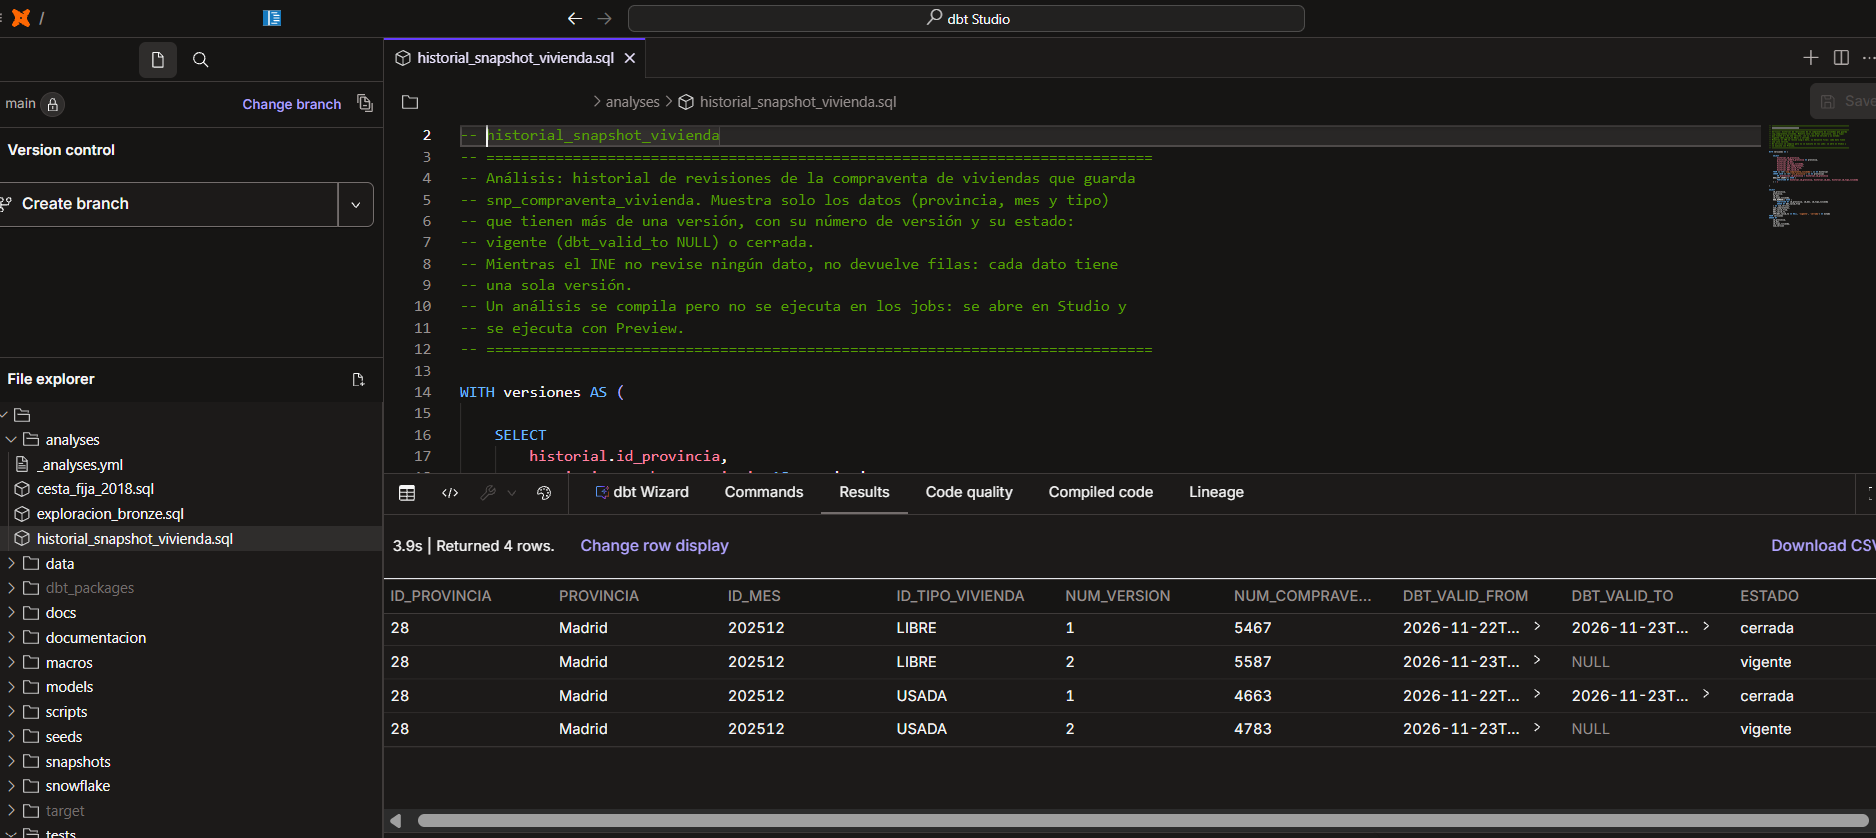 /
dbt Studio
historial_snapshot_vivienda.sql
main
Change branch
analyses
historial_snapshot_vivienda.sql
Save
Version control
Create branch
2 -- historial_snapshot_vivienda
3 -- ============================================================================
4 -- Análisis: historial de revisiones de la compraventa de viviendas que guarda
5 -- snp_compraventa_vivienda. Muestra solo los datos (provincia, mes y tipo)
6 -- que tienen más de una versión, con su número de versión y su estado:
7 -- vigente (dbt_valid_to NULL) o cerrada.
8 -- Mientras el INE no revise ningún dato, no devuelve filas: cada dato tiene
9 -- una sola versión.
10 -- Un análisis se compila pero no se ejecuta en los jobs: se abre en Studio y
11 -- se ejecuta con Preview.
12 -- ============================================================================
13
14 WITH versiones AS (
15
16 SELECT
17 historial.id_provincia,
File explorer
analyses
_analyses.yml
cesta_fija_2018.sql
exploracion_bronze.sql
historial_snapshot_vivienda.sql
data
dbt_packages
docs
documentacion
macros
models
scripts
seeds
snapshots
snowflake
target
tests
dbt Wizard Commands Results Code quality Compiled code Lineage
3.9s | Returned 4 rows. Change row display Download CSV
ID_PROVINCIA PROVINCIA ID_MES ID_TIPO_VIVIENDA NUM_VERSION NUM_COMPRAVE... DBT_VALID_FROM DBT_VALID_TO ESTADO
28 Madrid 202512 LIBRE 1 5467 2026-11-22T... 2026-11-23T... cerrada
28 Madrid 202512 LIBRE 2 5587 2026-11-23T... NULL vigente
28 Madrid 202512 USADA 1 4663 2026-11-22T... 2026-11-23T... cerrada
28 Madrid 202512 USADA 2 4783 2026-11-23T... NULL vigente